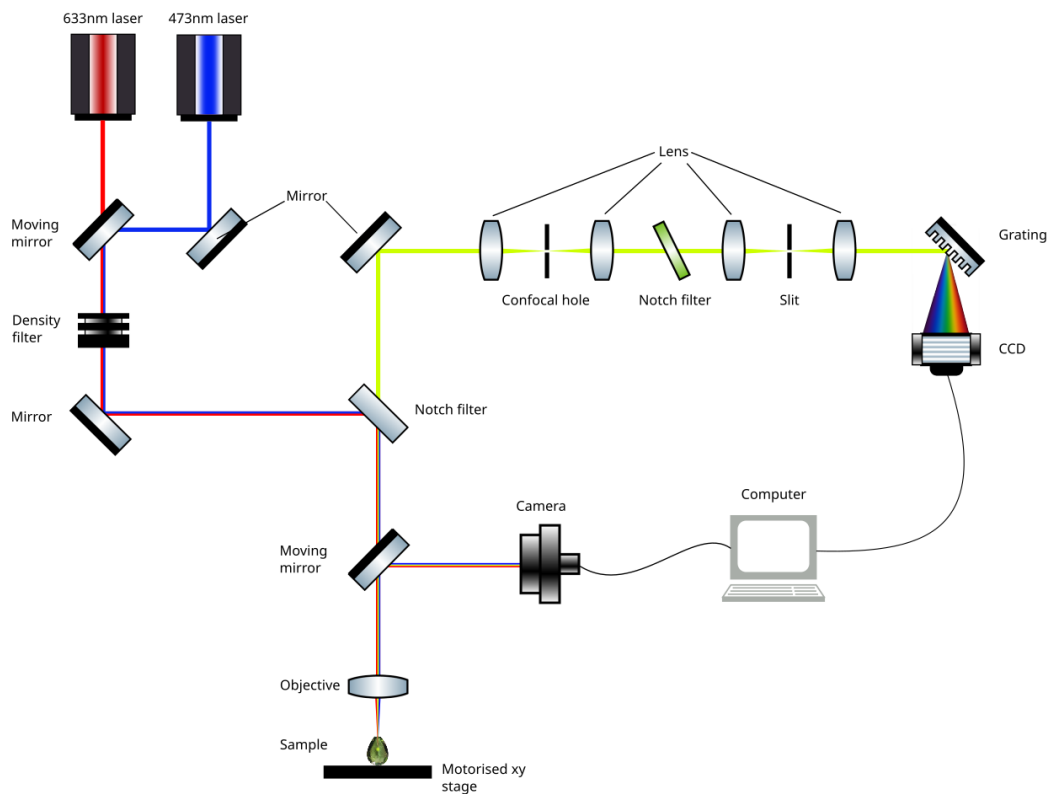 633nm laser
473nm laser
Lens
Mirror
Moving
mirror
Grating
Confocal hole
Notch filter
Slit
Density
filter
CCD
Mirror
Notch filter
Computer
Camera
Moving
mirror
Objective
Sample
Motorised xy
stage